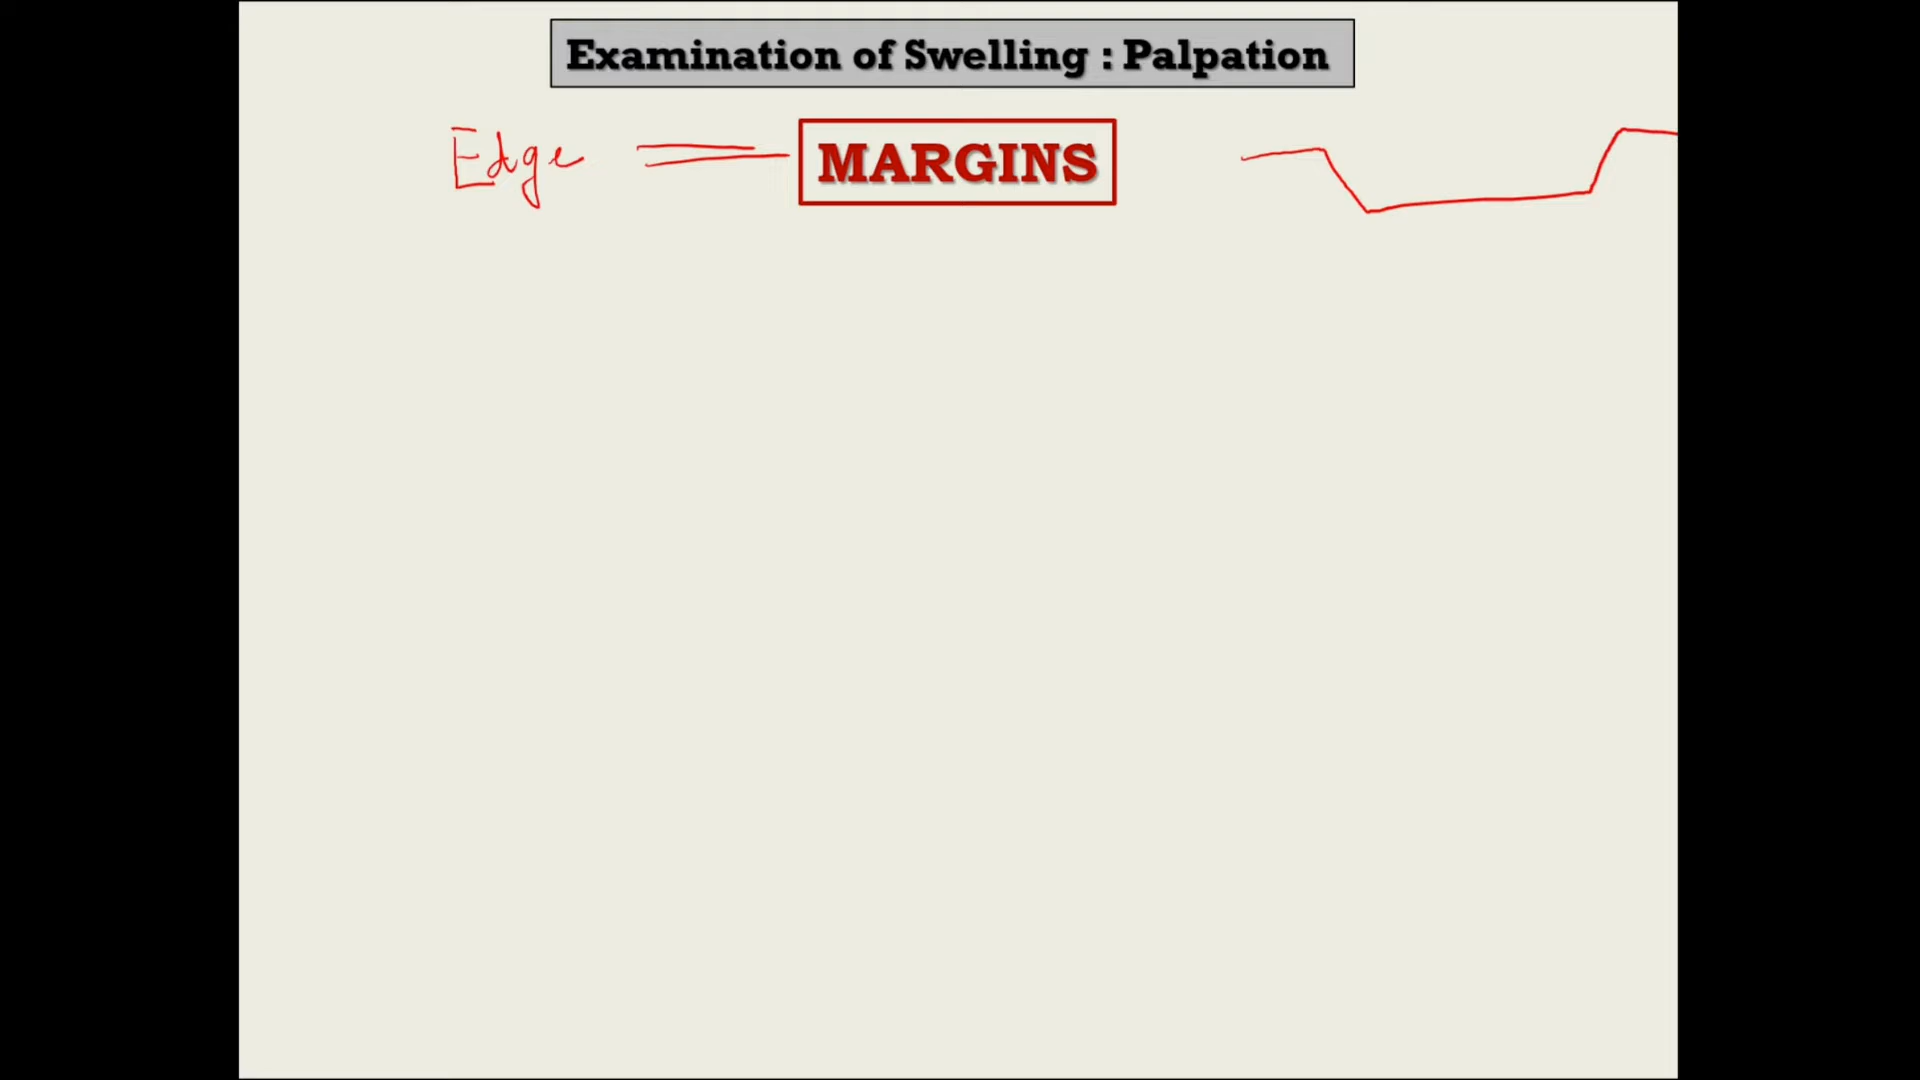 Examination of Swelling : Palpation
Edge = MARGINS